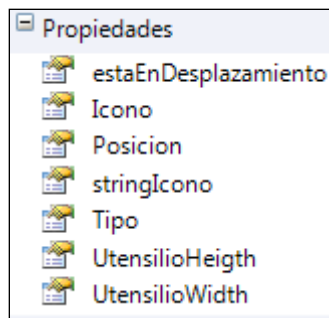 Propiedades
estaEnDesplazamiento
Icono
Posicion
stringIcono
Tipo
UtensilioHeigth
UtensilioWidth